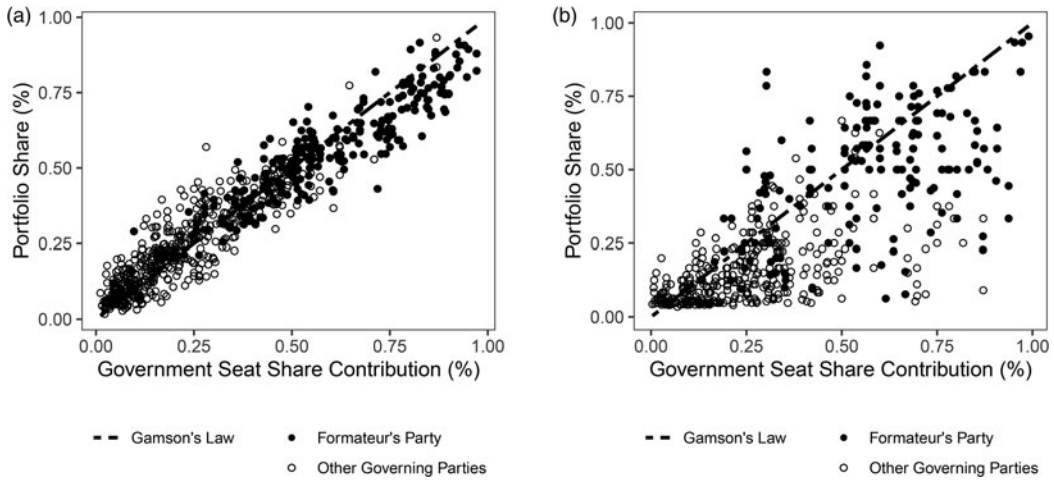 (a)
1.00
0.75
0.50
0.25
0.00
Portfolio Share (%)
0.00 0.25 0.50 0.75 1.00
Government Seat Share Contribution (%)
Gamson's Law
Formateur's Party
Other Governing Parties
(b)
1.00
0.75
0.50
0.25
0.00
Portfolio Share (%)
0.00 0.25 0.50 0.75 1.00
Government Seat Share Contribution (%)
Gamson's Law
Formateur's Party
Other Governing Parties